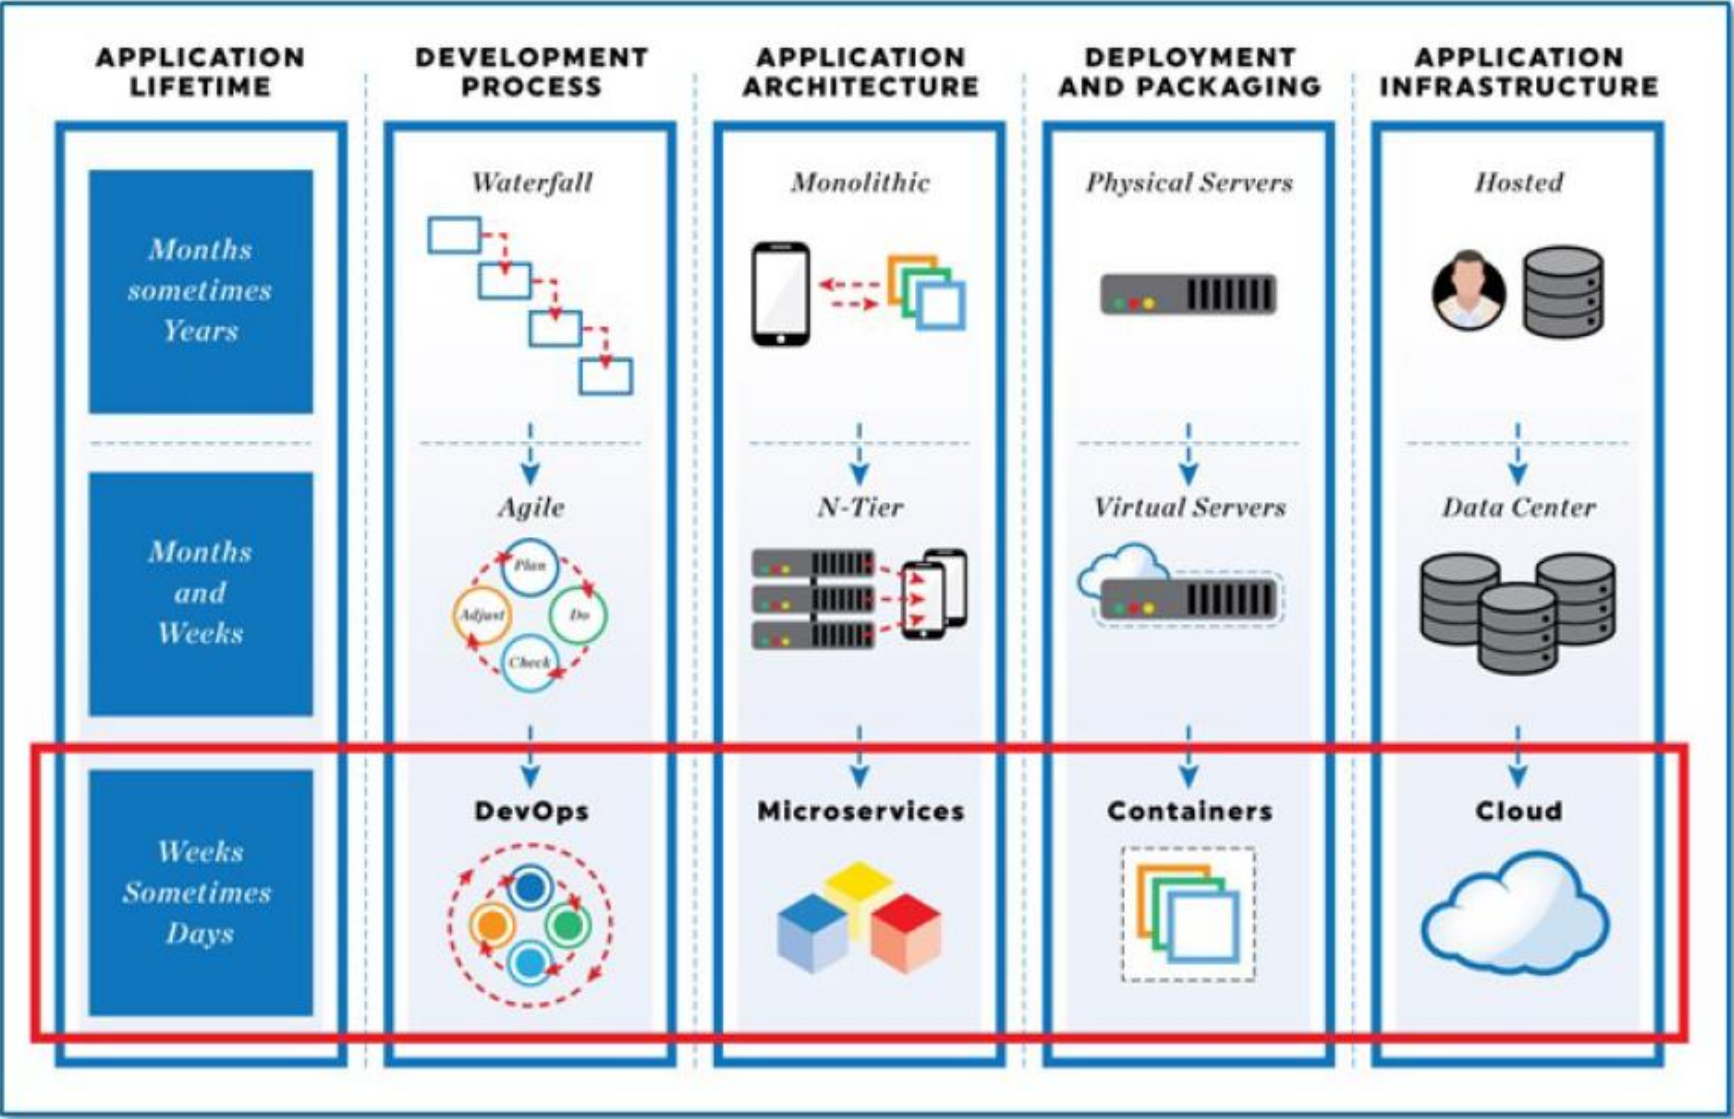 APPLICATION
LIFETIME
DEVELOPMENT
PROCESS
APPLICATION
ARCHITECTURE
DEPLOYMENT
AND PACKAGING
APPLICATION
INFRASTRUCTURE
Months
sometimes
Years
Waterfall
Monolithic
Physical Servers
Hosted
Months
and
Weeks
Agile
Plan
Do
Check
Adjust
N-Tier
Virtual Servers
Data Center
Weeks
Sometimes
Days
DevOps
Microservices
Containers
Cloud